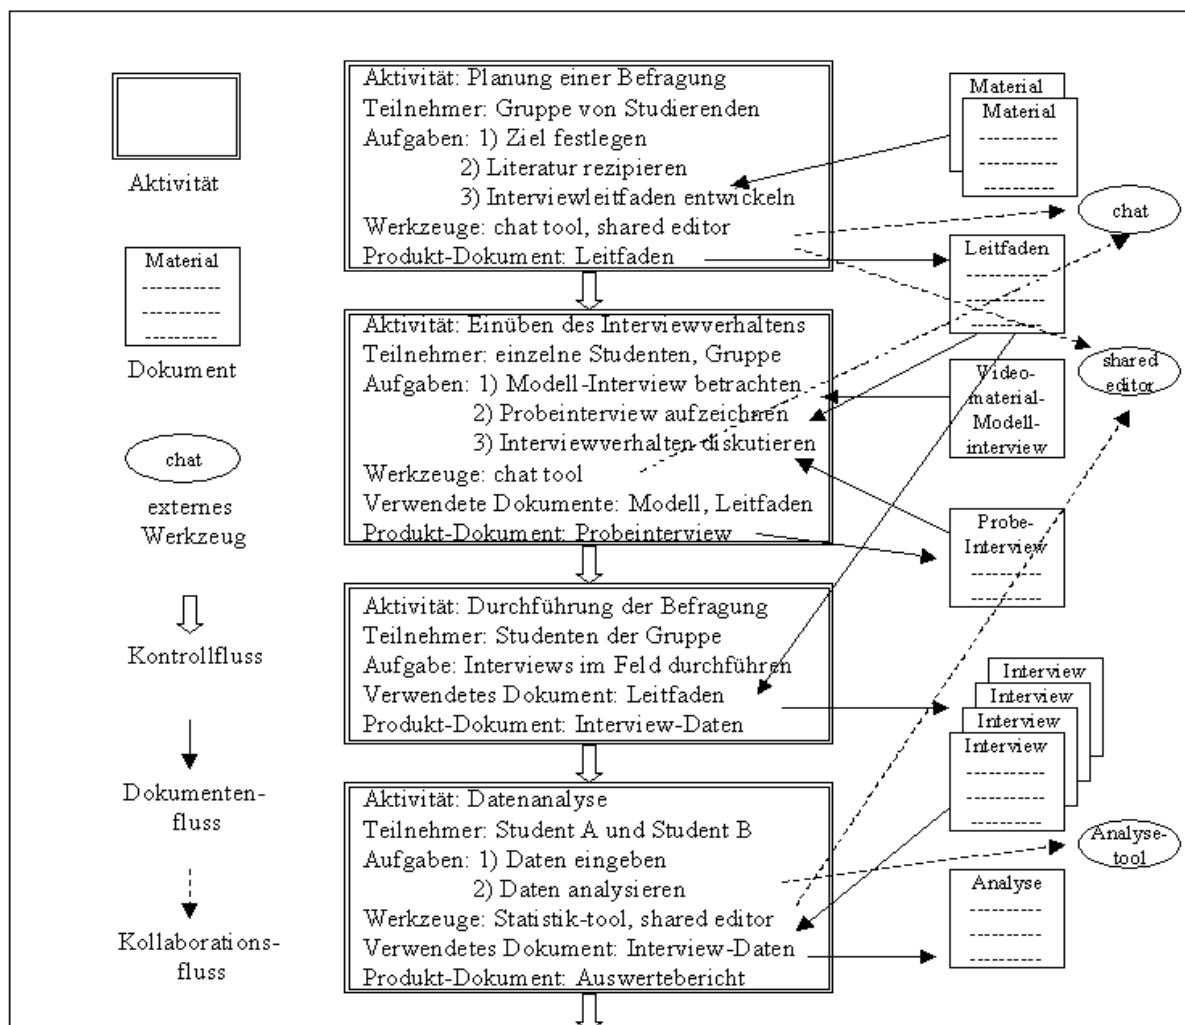 Aktivität
Material
Dokument
chat
externes
Werkzeug
Kontrollfluss
Dokumenten-
fluss
Kollaborations-
fluss
Aktivität: Planung einer Befragung
Teilnehmer: Gruppe von Studierenden
Aufgaben: 1) Ziel festlegen
2) Literatur rezipieren
3) Interviewleitfaden entwickeln
Werkzeuge: chat tool, shared editor
Produkt-Dokument: Leitfaden
Aktivität: Einüben des Interviewverhaltens
Teilnehmer: einzelne Studenten, Gruppe
Aufgaben: 1) Modell-Interview betrachten
2) Probeinterview aufzeichnen
3) Interviewverhalten diskutieren
Werkzeuge: chat tool
Verwendete Dokumente: Modell, Leitfaden
Produkt-Dokument: Probeinterview
Aktivität: Durchführung der Befragung
Teilnehmer: Studenten der Gruppe
Aufgabe: Interviews im Feld durchführen
Verwendetes Dokument: Leitfaden
Produkt-Dokument: Interview-Daten
Aktivität: Datenanalyse
Teilnehmer: Student A und Student B
Aufgaben: 1) Daten eingeben
2) Daten analysieren
Werkzeuge: Statistik-tool, shared editor
Verwendetes Dokument: Interview-Daten
Produkt-Dokument: Auswertebericht
Material
Material
chat
Leitfaden
shared
editor
Video-
material-
Modell-
interview
Probe-
Interview
Interview
Interview
Interview
Interview
Analyse-
tool
Analyse